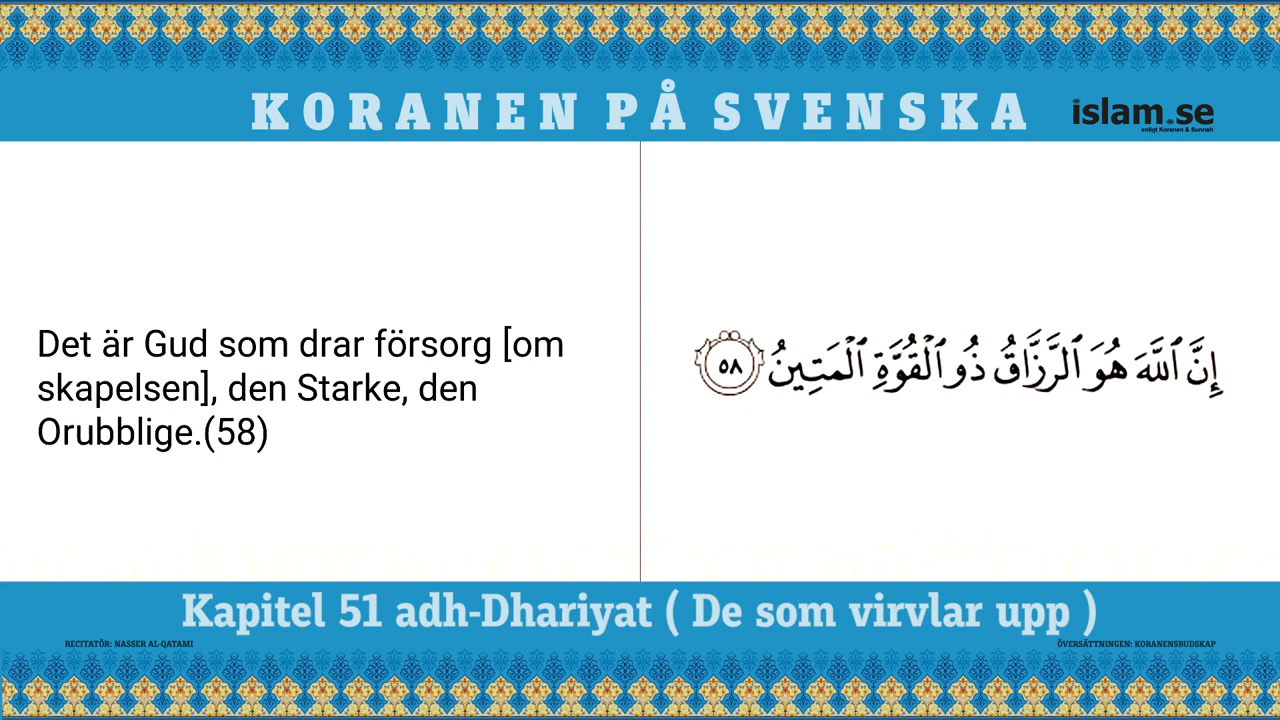 KORANEN PÅ SVENSKA
islam.se
enligt Koranen & Sunnah
Det är Gud som drar försorg [om
skapelsen], den Starke, den
Orubblige.(58)
إِنَّ ٱللَّهَ هُوَ ٱلرَّزَّاقُ ذُو ٱلْقُوَّةِ ٱلْمَتِينُ ٥٨
Kapitel 51 adh-Dhariyat ( De som virvlar upp )
RECITATÖR: NASSER AL-QATAMI
ÖVERSÄTTNINGEN: KORANENSBUDSKAP